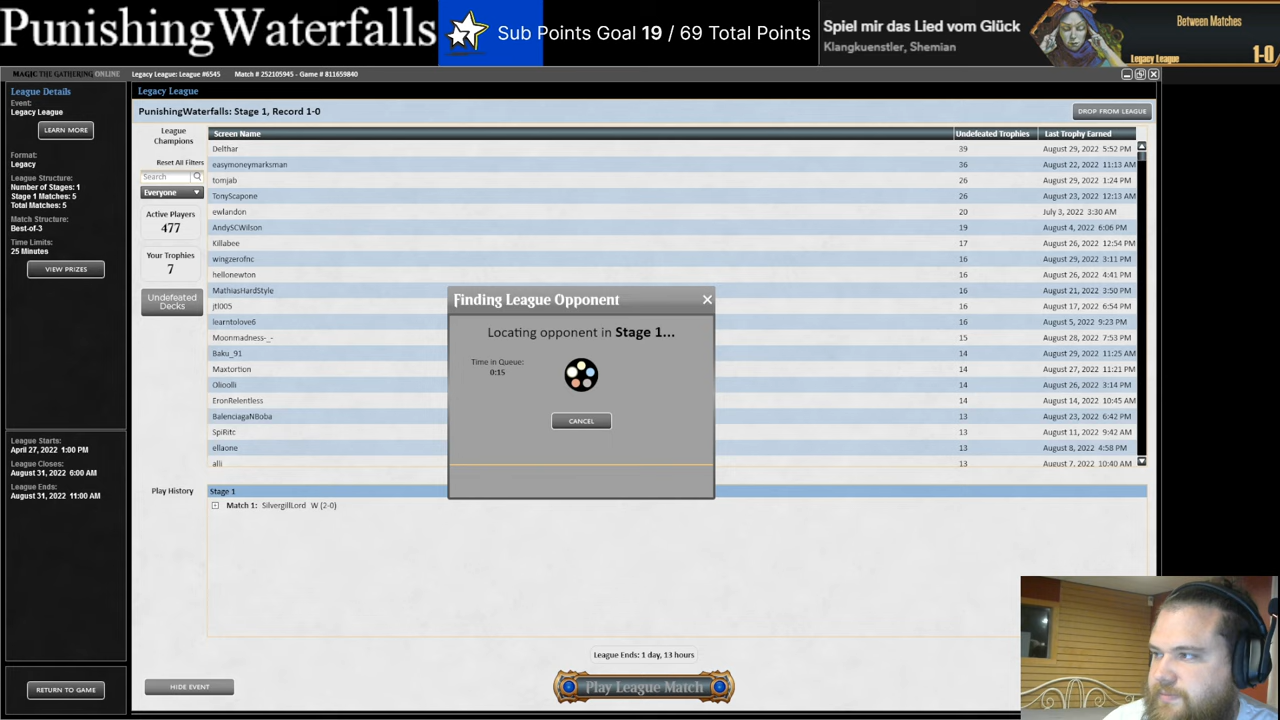 PunishingWaterfalls
Sub Points Goal 19 / 69 Total Points
Spiel mir das Lied vom Glück
Klangkuenstler, Shemian
Between Matches
Legacy League
1-0
MAGIC THE GATHERING ONLINE
Legacy League: League #6545 Match # 252105945 - Game # 811659840
League Details
Event:
Legacy League
LEARN MORE
Format:
Legacy
League Structure:
Number of Stages: 1
Stage 1 Matches: 5
Total Matches: 5
Match Structure:
Best-of-3
Time Limits:
25 Minutes
VIEW PRIZES
League Starts:
April 27, 2022 1:00 PM
League Closes:
August 31, 2022 6:00 AM
League Ends:
August 31, 2022 11:00 AM
RETURN TO GAME
Legacy League
PunishingWaterfalls: Stage 1, Record 1-0
DROP FROM LEAGUE
League Champions
Reset All Filters
Search
Everyone
Active Players
477
Your Trophies
7
Undefeated Decks
Screen Name Undefeated Trophies Last Trophy Earned
Delthar 39 August 29, 2022 5:52 PM
easymoneymarksman 36 August 22, 2022 11:13 AM
tomjab 26 August 29, 2022 1:24 PM
TonyScapone 26 August 23, 2022 12:13 AM
ewlandon 20 July 3, 2022 3:30 AM
AndySCWilson 19 August 4, 2022 6:06 PM
Killabee 17 August 26, 2022 12:54 PM
wingzerofnc 16 August 29, 2022 3:11 PM
hellonewton 16 August 26, 2022 4:41 PM
MathiasHardStyle 16 August 21, 2022 3:50 PM
jtl005 16 August 17, 2022 6:54 PM
learntolove6 16 August 5, 2022 9:23 PM
Moonmadness-_- 15 August 28, 2022 7:53 PM
Baku_91 14 August 29, 2022 11:25 AM
Maxtortion 14 August 27, 2022 11:21 PM
Olioolli 14 August 26, 2022 3:14 PM
EronRelentless 14 August 14, 2022 10:45 AM
BalenciagaNBoba 13 August 23, 2022 6:42 PM
SpiRitc 13 August 11, 2022 9:42 AM
ellaone 13 August 8, 2022 4:58 PM
alli 13 August 7, 2022 10:40 AM
Finding League Opponent
Locating opponent in Stage 1...
Time in Queue:
0:15
CANCEL
Play History
Stage 1
Match 1: SilvergillLord W (2-0)
League Ends: 1 day, 13 hours
HIDE EVENT
Play League Match